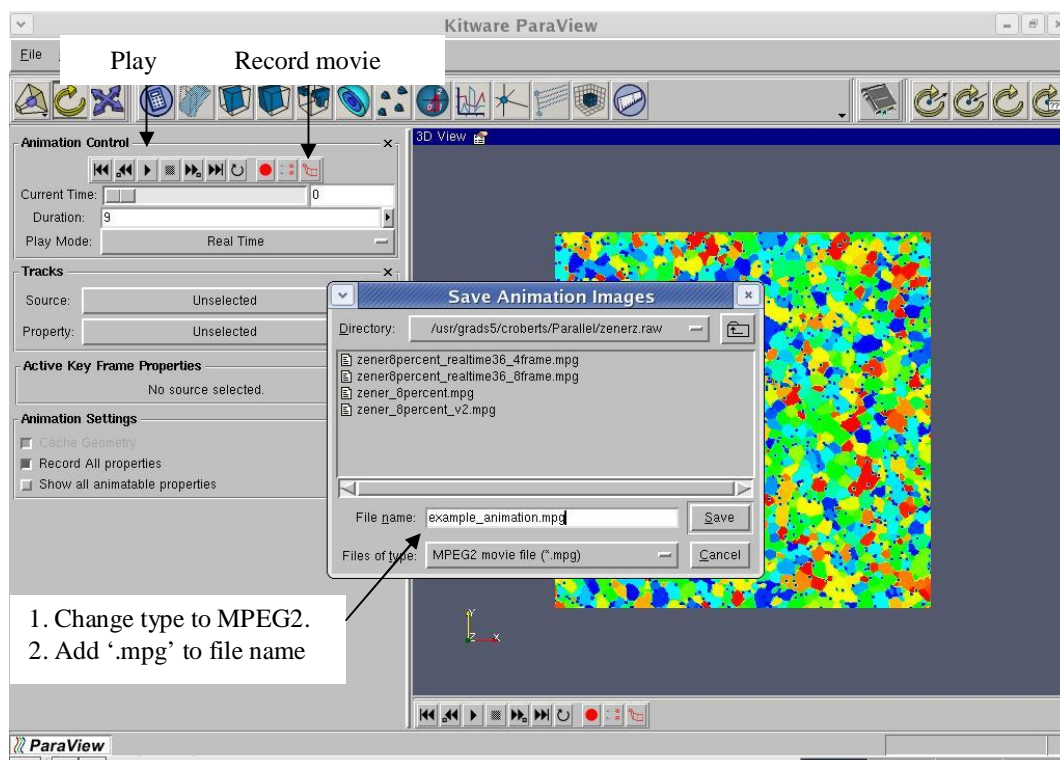 Kitware ParaView
File
Play
Record movie
3D View
Animation Control
Current Time:
0
Duration:
9
Play Mode:
Real Time
Tracks
Source:
Unselected
Property:
Unselected
Active Key Frame Properties
No source selected.
Animation Settings
Cache Geometry
Record All properties
Show all animatable properties
Save Animation Images
Directory:
/usr/grads5/croberts/Parallel/zenerz.raw
zener8percent_realtime36_4frame.mpg
zener8percent_realtime36_8frame.mpg
zener_8percent.mpg
zener_8percent_v2.mpg
File name:
example_animation.mpg
Save
Files of type:
MPEG2 movie file (*.mpg)
Cancel
1. Change type to MPEG2.
2. Add ‘.mpg’ to file name
Y
Z
X
ParaView